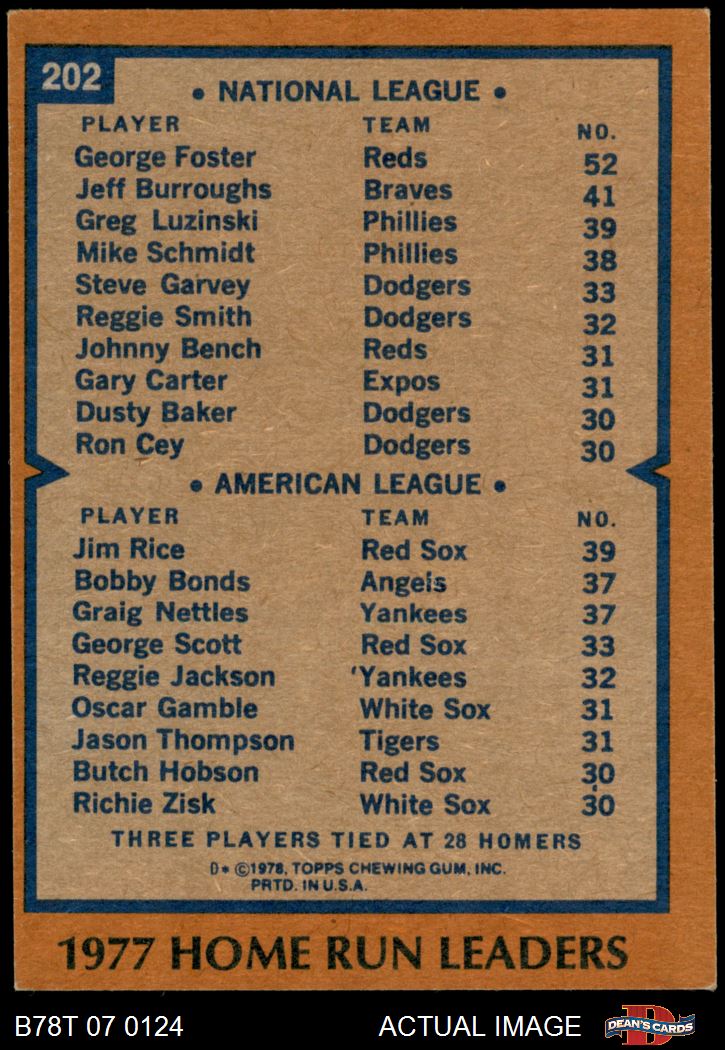 202
• NATIONAL LEAGUE •
PLAYER TEAM NO.
George Foster Reds 52
Jeff Burroughs Braves 41
Greg Luzinski Phillies 39
Mike Schmidt Phillies 38
Steve Garvey Dodgers 33
Reggie Smith Dodgers 32
Johnny Bench Reds 31
Gary Carter Expos 31
Dusty Baker Dodgers 30
Ron Cey Dodgers 30
• AMERICAN LEAGUE •
PLAYER TEAM NO.
Jim Rice Red Sox 39
Bobby Bonds Angels 37
Graig Nettles Yankees 37
George Scott Red Sox 33
Reggie Jackson 'Yankees 32
Oscar Gamble White Sox 31
Jason Thompson Tigers 31
Butch Hobson Red Sox 30
Richie Zisk White Sox 30
THREE PLAYERS TIED AT 28 HOMERS
D* ©1978, TOPPS CHEWING GUM, INC.
PRTD. IN U.S.A.
1977 HOME RUN LEADERS
B78T 07 0124 ACTUAL IMAGE
D
DEAN'S CARDS